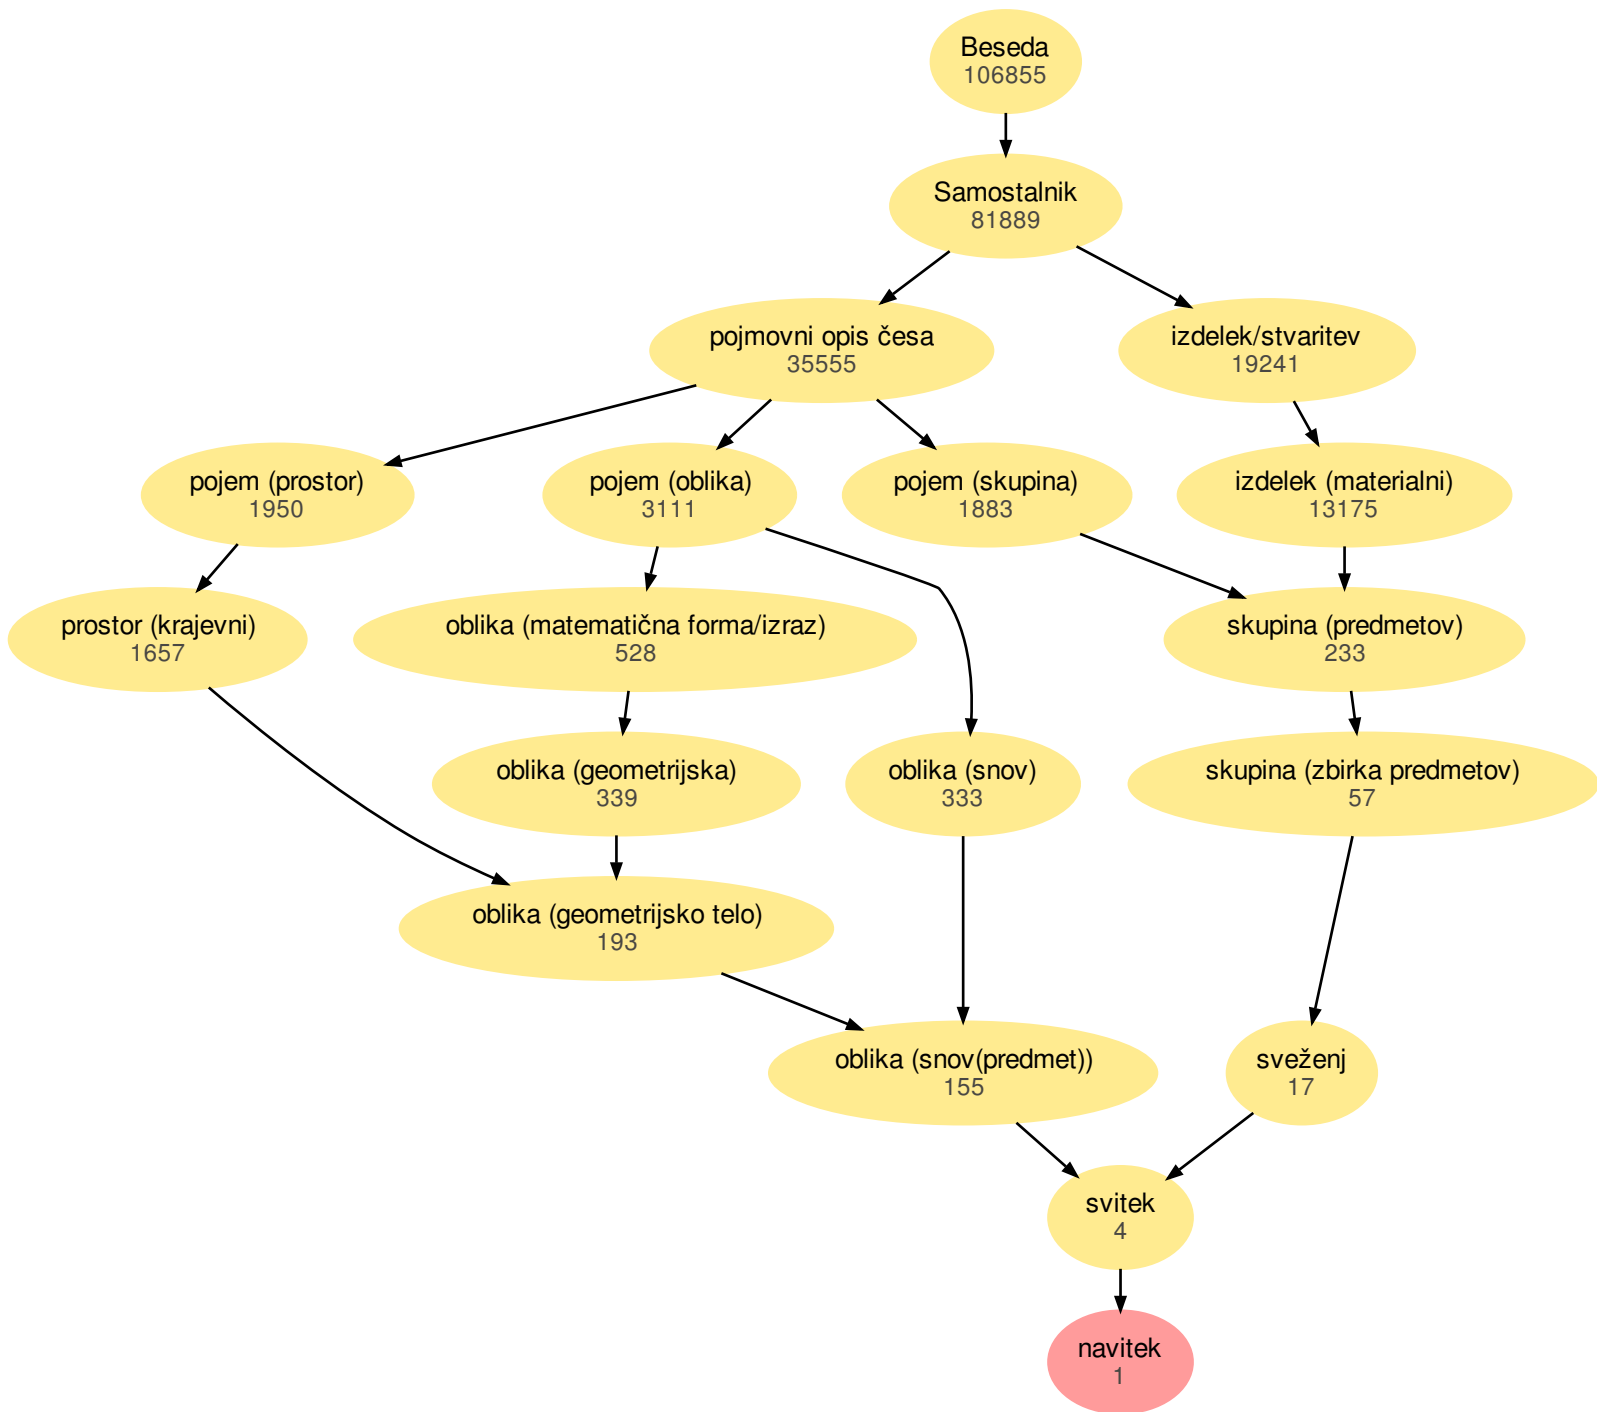 Beseda
106855
Samostalnik
81889
pojmovni opis česa
35555
izdelek/stvaritev
19241
pojem (prostor)
1950
pojem (oblika)
3111
pojem (skupina)
1883
izdelek (materialni)
13175
prostor (krajevni)
1657
oblika (matematična forma/izraz)
528
skupina (predmetov)
233
oblika (geometrijska)
339
oblika (snov)
333
skupina (zbirka predmetov)
57
oblika (geometrijsko telo)
193
oblika (snov(predmet))
155
sveženj
17
svitek
4
navitek
1